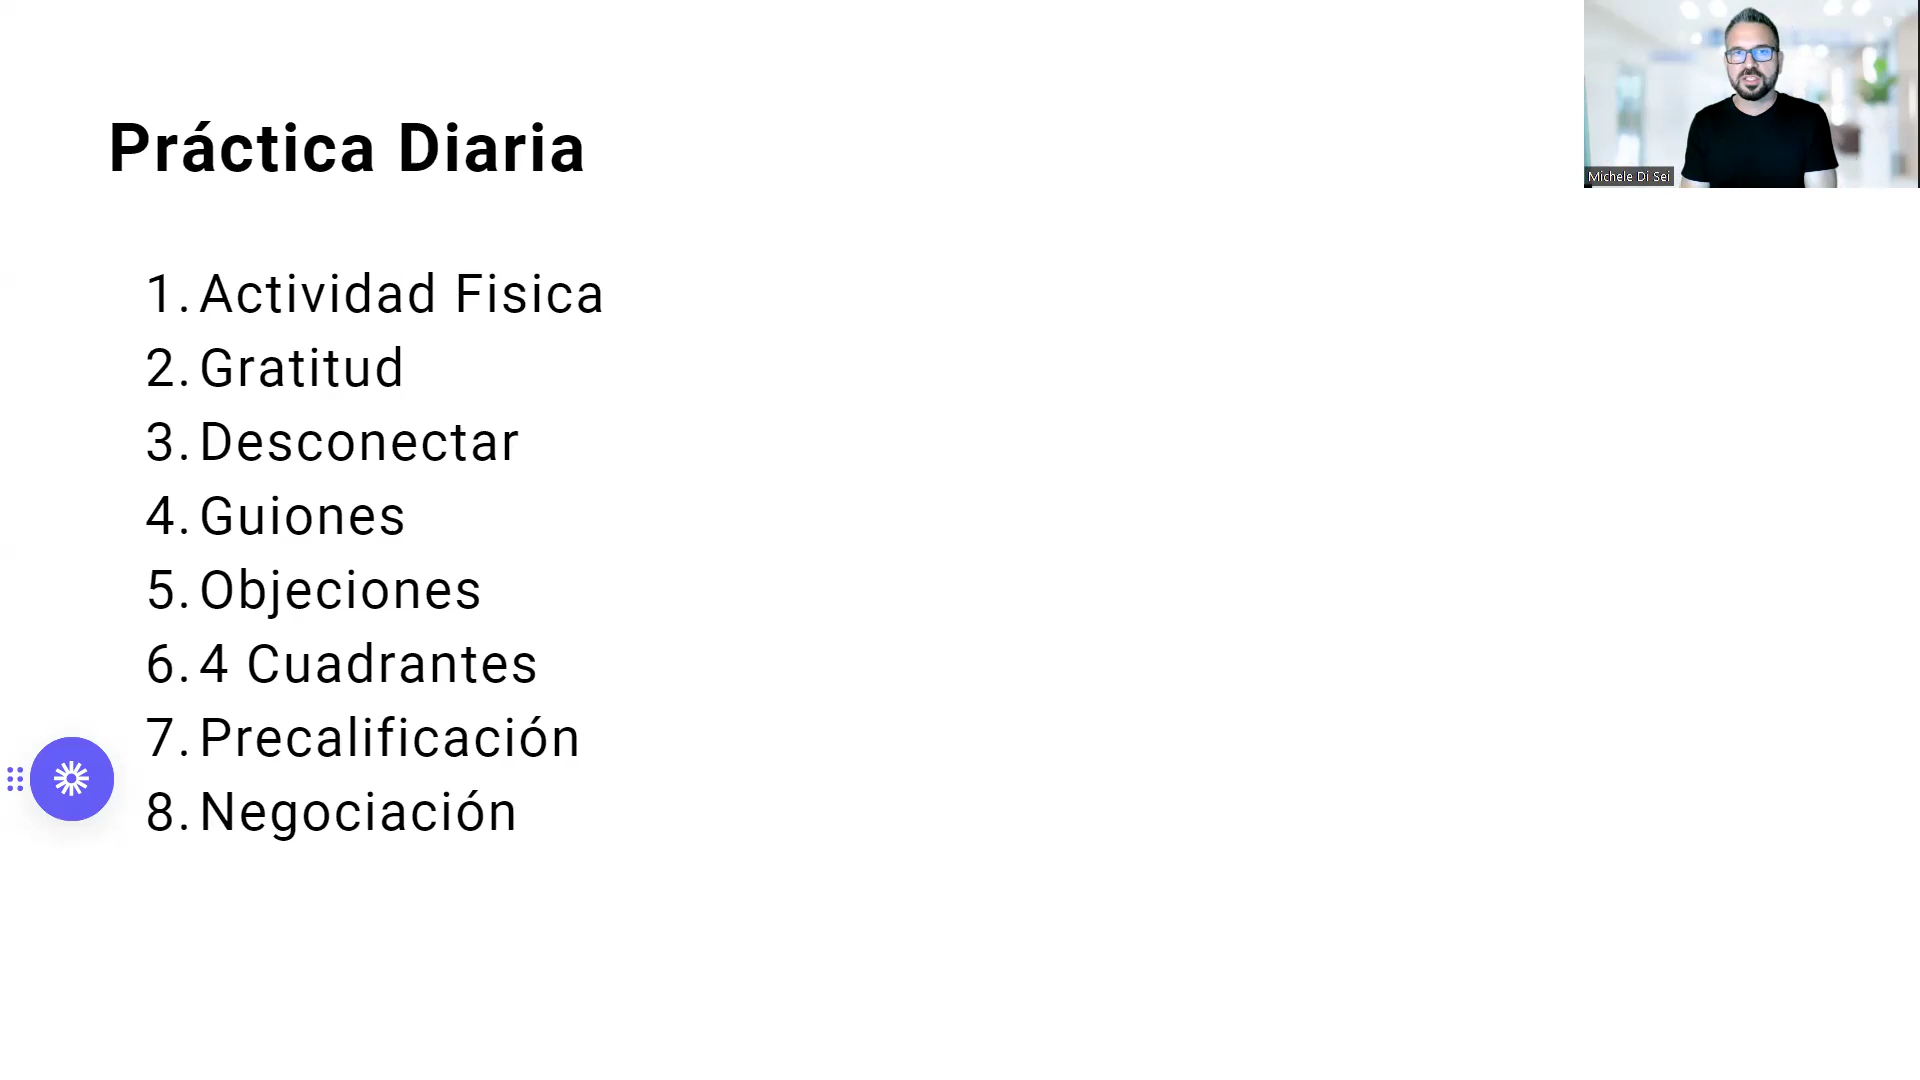 Práctica Diaria
1. Actividad Fisica
2. Gratitud
3. Desconectar
4. Guiones
5. Objeciones
6. 4 Cuadrantes
7. Precalificación
8. Negociación
Michele Di Sei